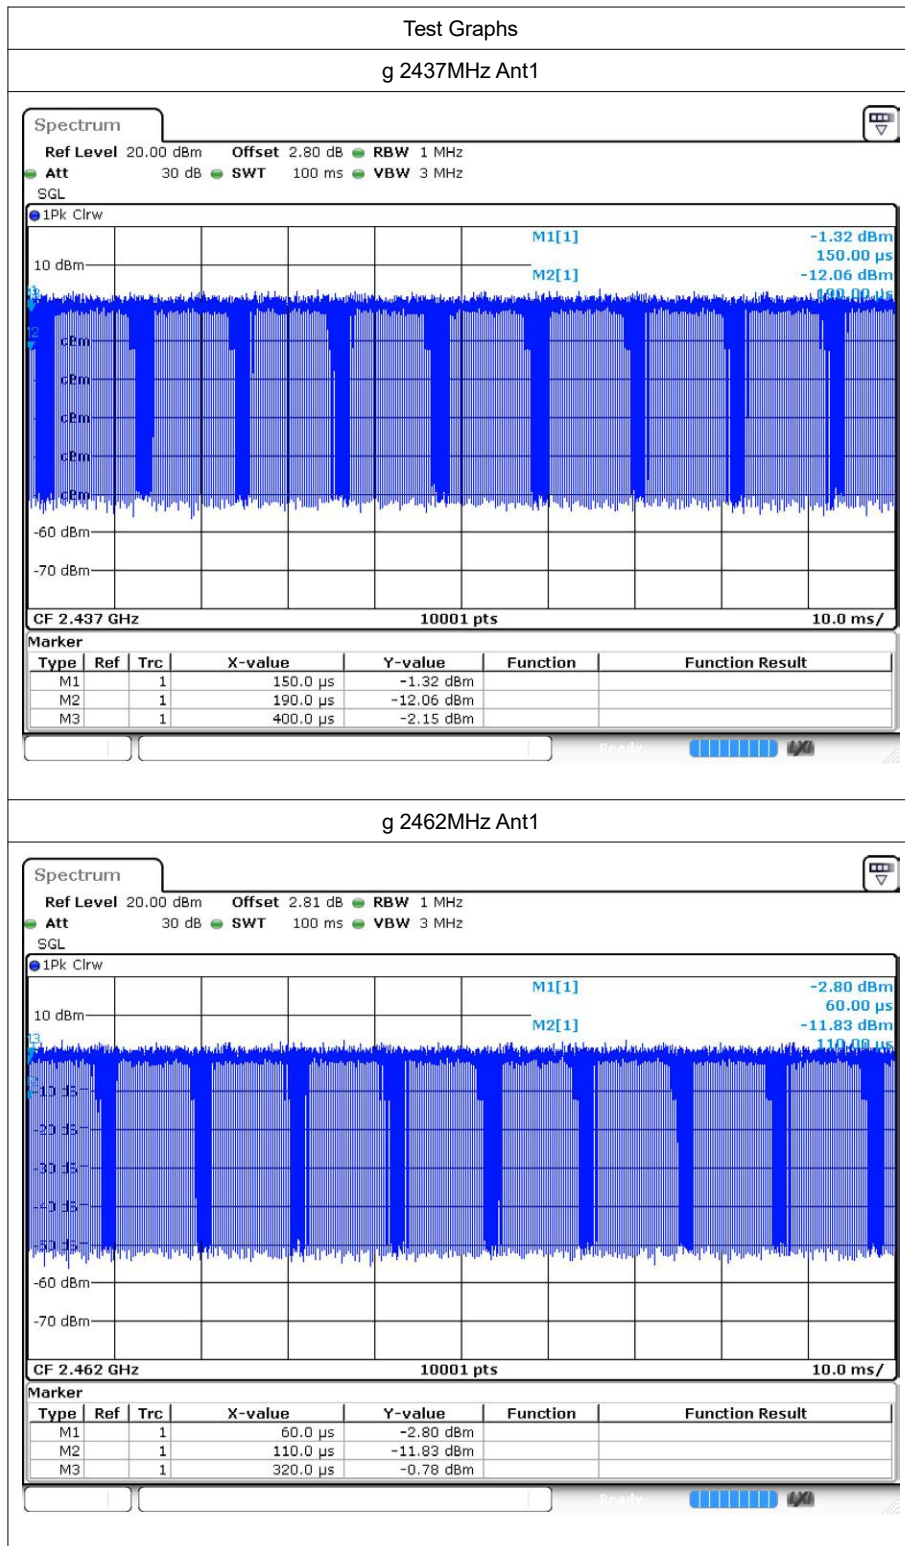 Test Graphs
g 2437MHz Ant1
Spectrum
Ref Level 20.00 dBm Offset 2.80 dB RBW 1 MHz
Att 30 dB SWT 100 ms VBW 3 MHz
SGL
1Pk Clrw
M1[1] -1.32 dBm
150.00 µs
10 dBm
M2[1] -12.06 dBm
190.00 µs
-60 dBm
-70 dBm
CF 2.437 GHz 10001 pts 10.0 ms/
Marker
Type Ref Trc X-value Y-value Function Function Result
M1 1 150.0 µs -1.32 dBm
M2 1 190.0 µs -12.06 dBm
M3 1 400.0 µs -2.15 dBm
Ready
g 2462MHz Ant1
Spectrum
Ref Level 20.00 dBm Offset 2.81 dB RBW 1 MHz
Att 30 dB SWT 100 ms VBW 3 MHz
SGL
1Pk Clrw
M1[1] -2.80 dBm
60.00 µs
10 dBm
M2[1] -11.83 dBm
110.00 µs
-60 dBm
-70 dBm
CF 2.462 GHz 10001 pts 10.0 ms/
Marker
Type Ref Trc X-value Y-value Function Function Result
M1 1 60.0 µs -2.80 dBm
M2 1 110.0 µs -11.83 dBm
M3 1 320.0 µs -0.78 dBm
Ready